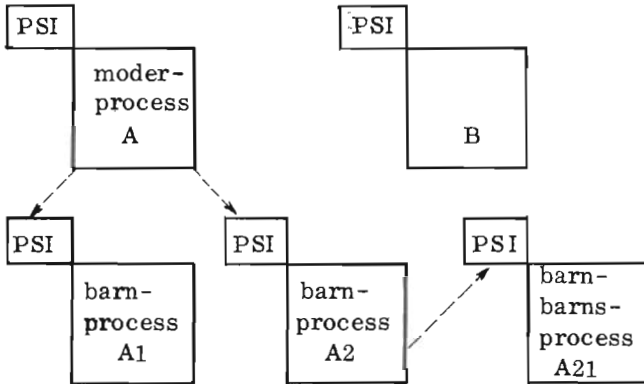 PSI
moder-
process
A
PSI
B
PSI
barn-
process
A1
PSI
barn-
process
A2
PSI
barn-
barns-
process
A21